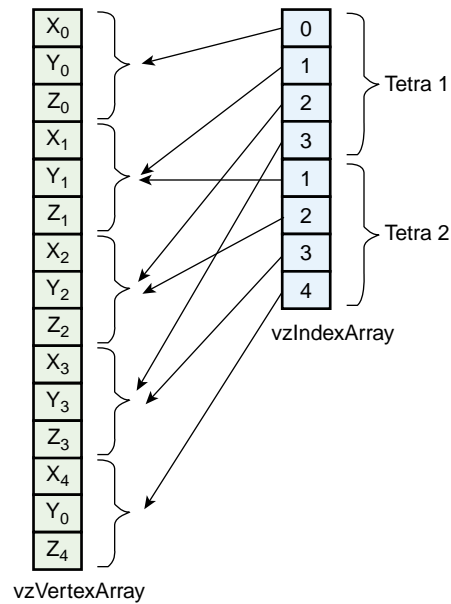 X0
Y0
Z0
X1
Y1
Z1
X2
Y2
Z2
X3
Y3
Z3
X4
Y0
Z4
vzVertexArray
0
1
2
3
1
2
3
4
vzIndexArray
Tetra 1
Tetra 2